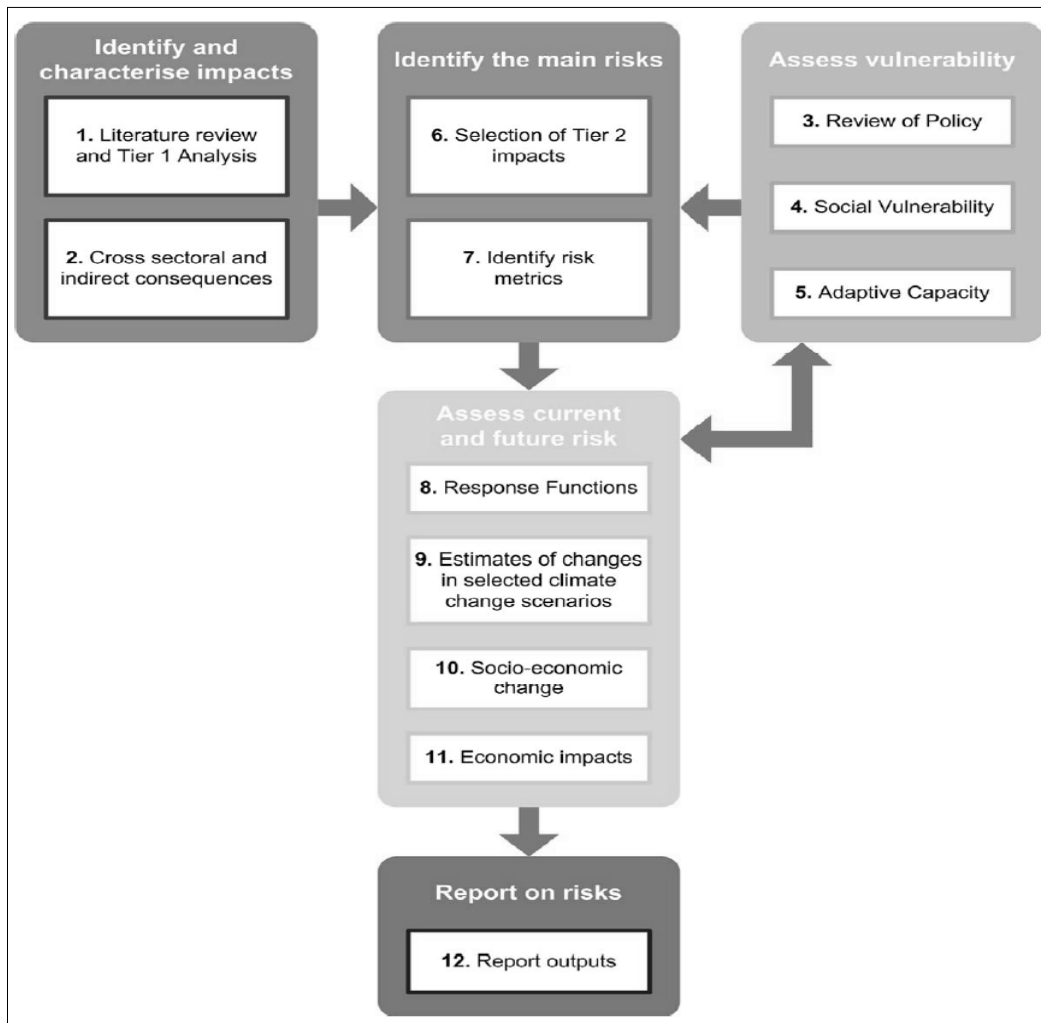 Identify and
characterise impacts
1. Literature review
and Tier 1 Analysis
2. Cross sectoral and
indirect consequences
Identify the main risks
6. Selection of Tier 2
impacts
7. Identify risk
metrics
Assess vulnerability
3. Review of Policy
4. Social Vulnerability
5. Adaptive Capacity
Assess current
and future risk
8. Response Functions
9. Estimates of changes
in selected climate
change scenarios
10. Socio-economic
change
11. Economic impacts
Report on risks
12. Report outputs